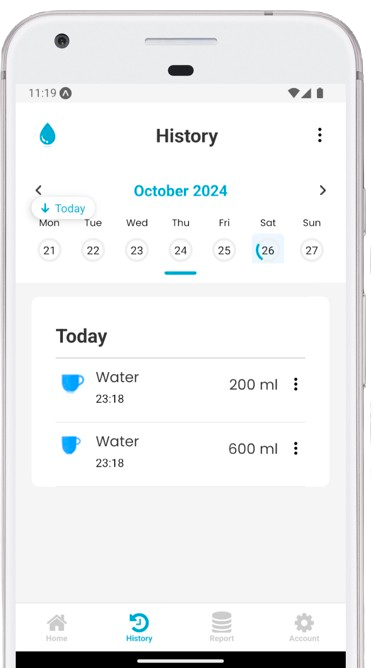 11:19
History
October 2024
Today
Mon Tue Wed Thu Fri Sat Sun
21 22 23 24 25 26 27
Today
Water
200 ml
23:18
Water
600 ml
23:18
Home History Report Account